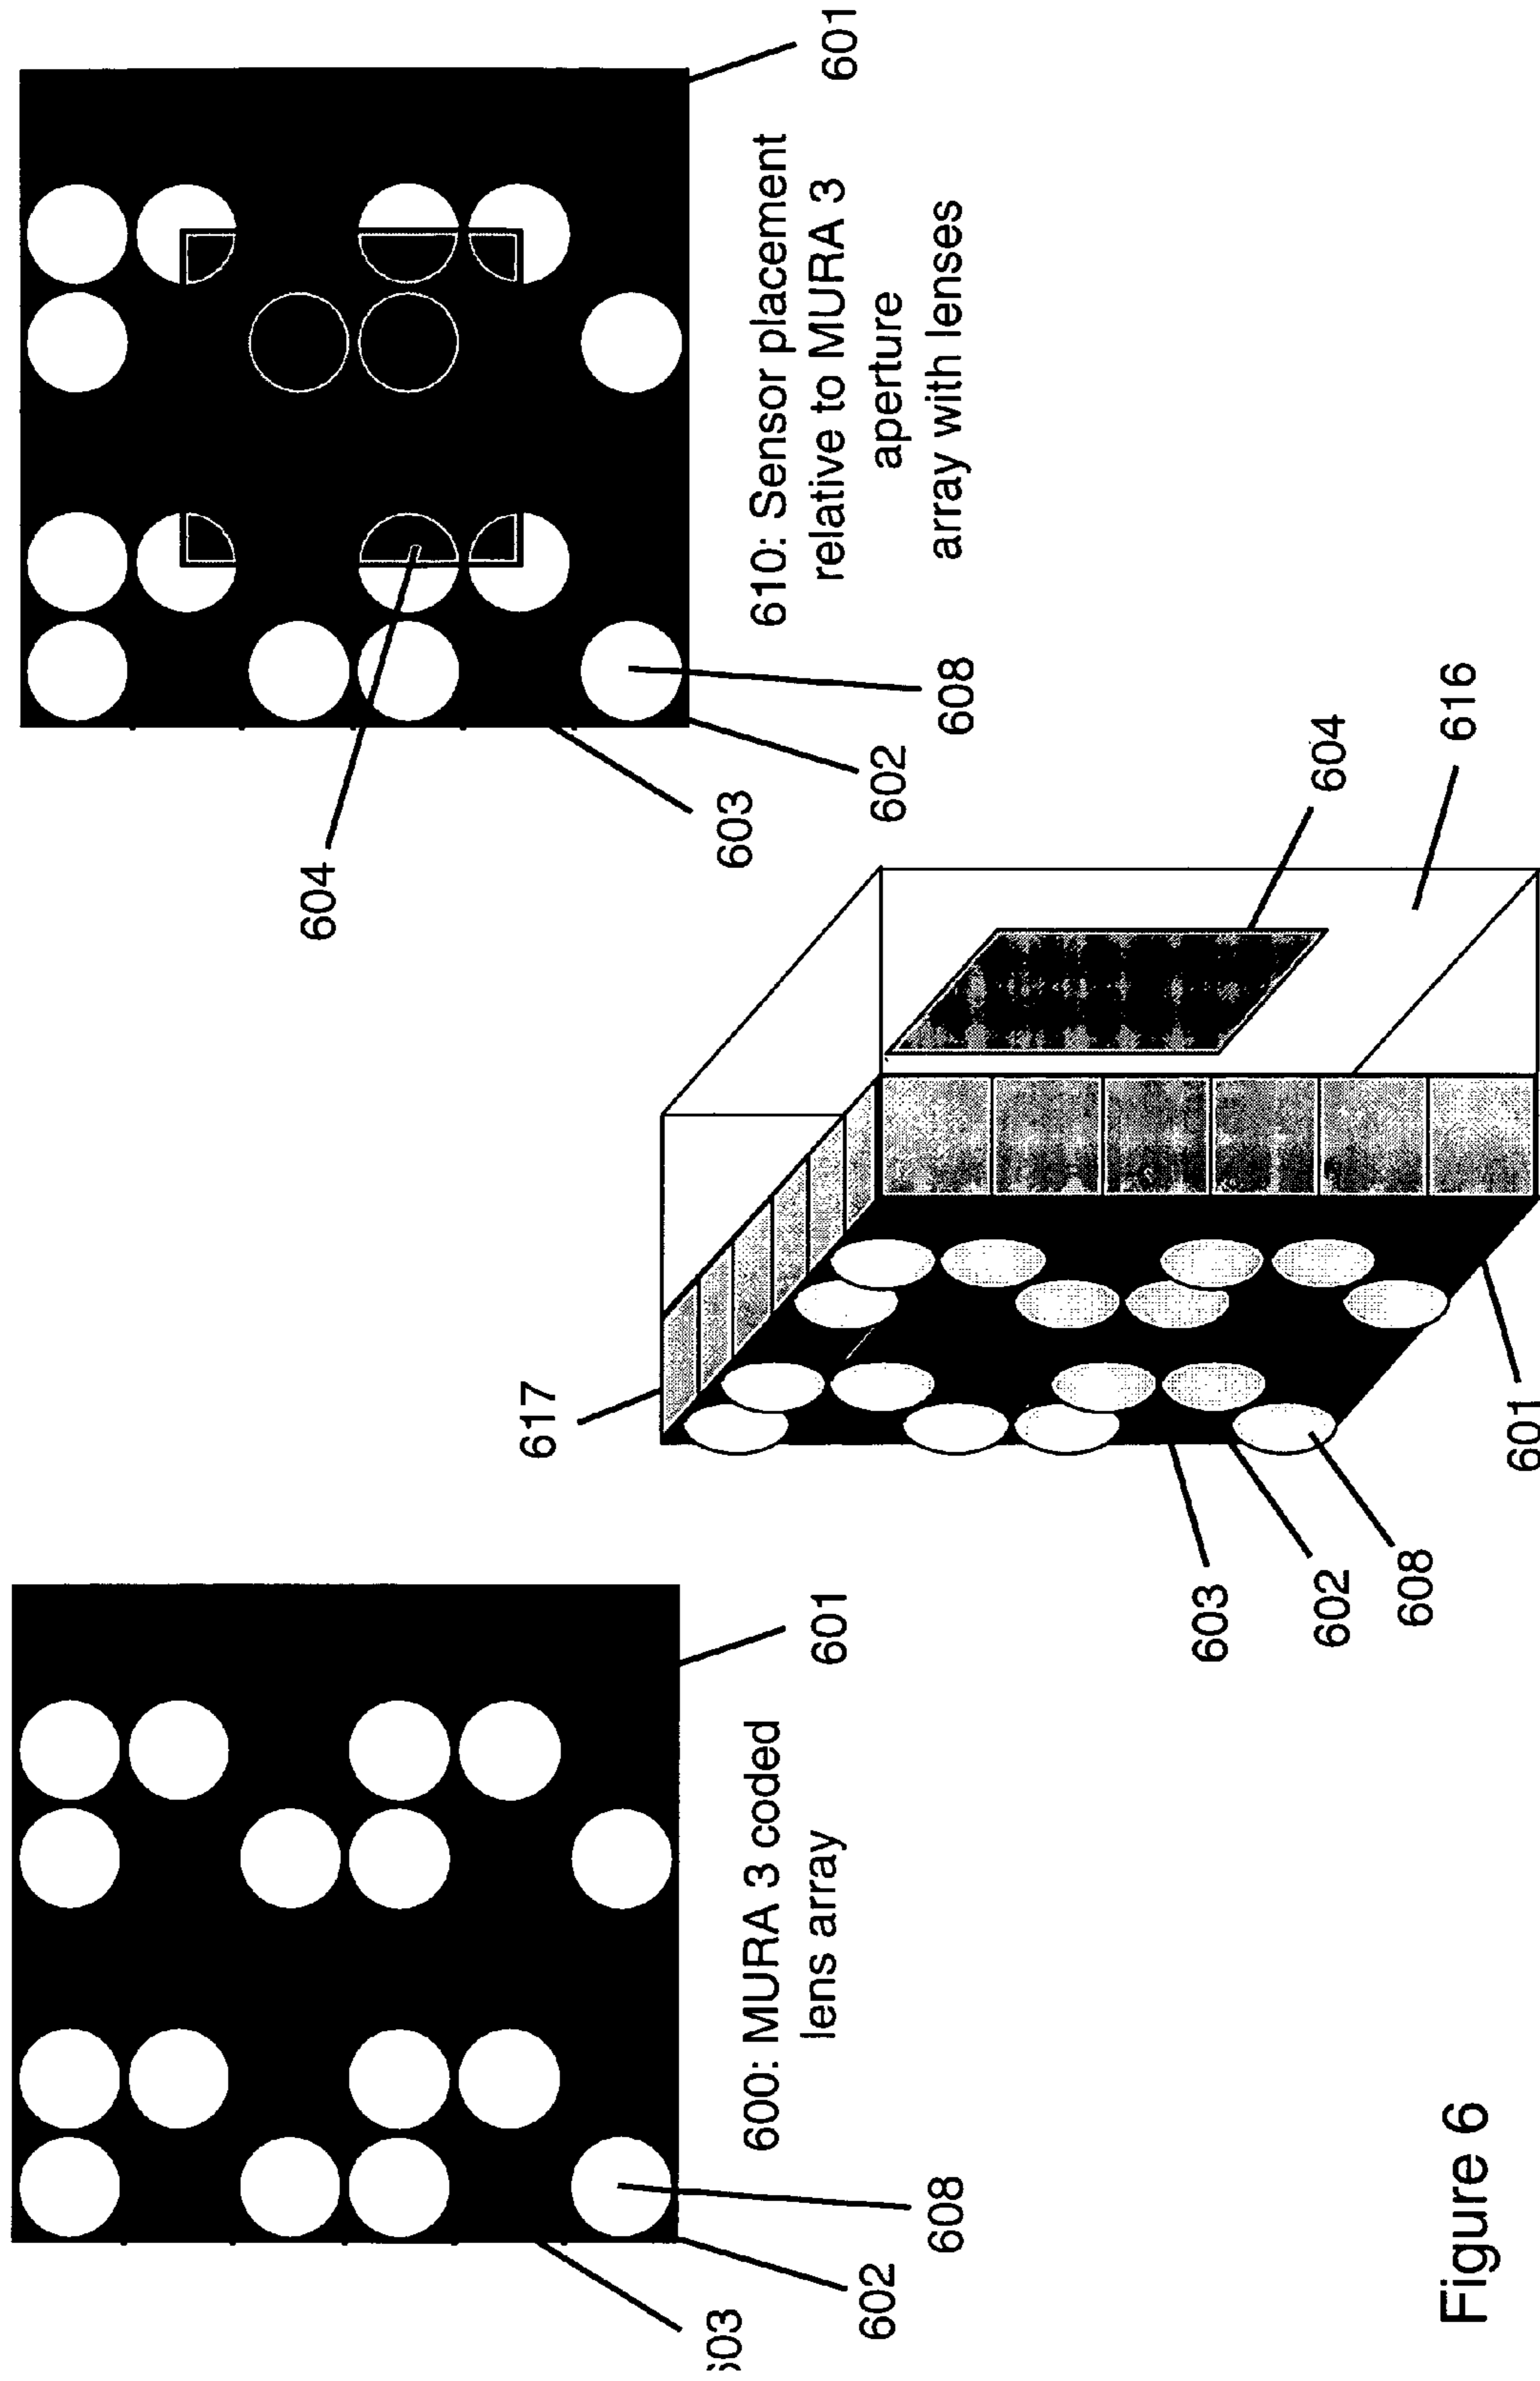 602
608
600: MURA 3 coded
lens array
601
617
603
602
608
601
604
616
604
603
602
608
610: Sensor placement
relative to MURA 3
aperture
array with lenses
601
Figure 6